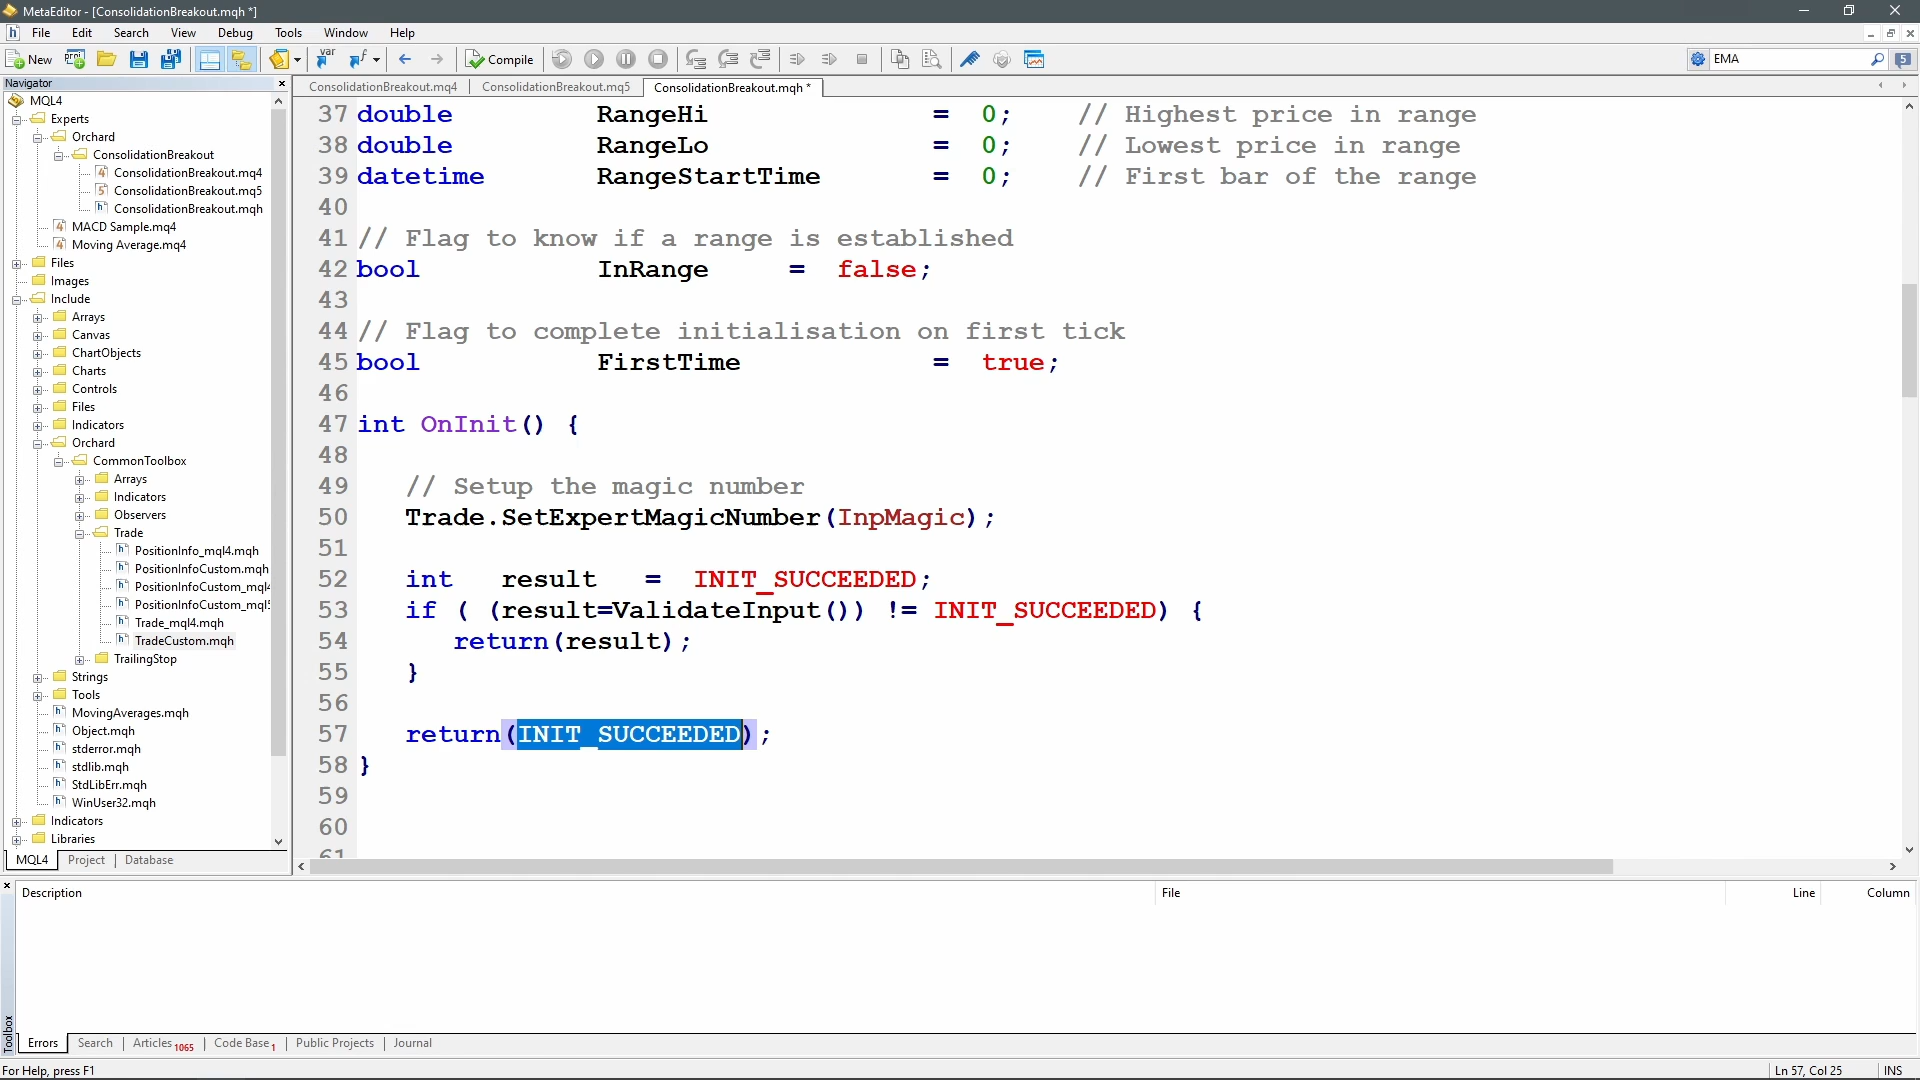 MetaEditor - [ConsolidationBreakout.mqh *]
File Edit Search View Debug Tools Window Help
New Compile EMA 5
Navigator
MQL4
Experts
Orchard
ConsolidationBreakout
ConsolidationBreakout.mq4
ConsolidationBreakout.mq5
ConsolidationBreakout.mqh
MACD Sample.mq4
Moving Average.mq4
Files
Images
Include
Arrays
Canvas
ChartObjects
Charts
Controls
Files
Indicators
Orchard
CommonToolbox
Arrays
Indicators
Observers
Trade
PositionInfo_mql4.mqh
PositionInfoCustom.mqh
PositionInfoCustom_mql4
PositionInfoCustom_mql5
Trade_mql4.mqh
TradeCustom.mqh
TrailingStop
Strings
Tools
MovingAverages.mqh
Object.mqh
stderror.mqh
stdlib.mqh
StdLibErr.mqh
WinUser32.mqh
Indicators
Libraries
MQL4 Project Database
ConsolidationBreakout.mq4 ConsolidationBreakout.mq5 ConsolidationBreakout.mqh *
37 double RangeHi = 0; // Highest price in range
38 double RangeLo = 0; // Lowest price in range
39 datetime RangeStartTime = 0; // First bar of the range
40
41 // Flag to know if a range is established
42 bool InRange = false;
43
44 // Flag to complete initialisation on first tick
45 bool FirstTime = true;
46
47 int OnInit() {
48
49 // Setup the magic number
50 Trade.SetExpertMagicNumber(InpMagic);
51
52 int result = INIT_SUCCEEDED;
53 if ( (result=ValidateInput()) != INIT_SUCCEEDED) {
54 return(result);
55 }
56
57 return(INIT_SUCCEEDED);
58 }
59
60
61
Description File Line Column
Toolbox
Errors Search Articles 1065 Code Base 1 Public Projects Journal
For Help, press F1 Ln 57, Col 25 INS